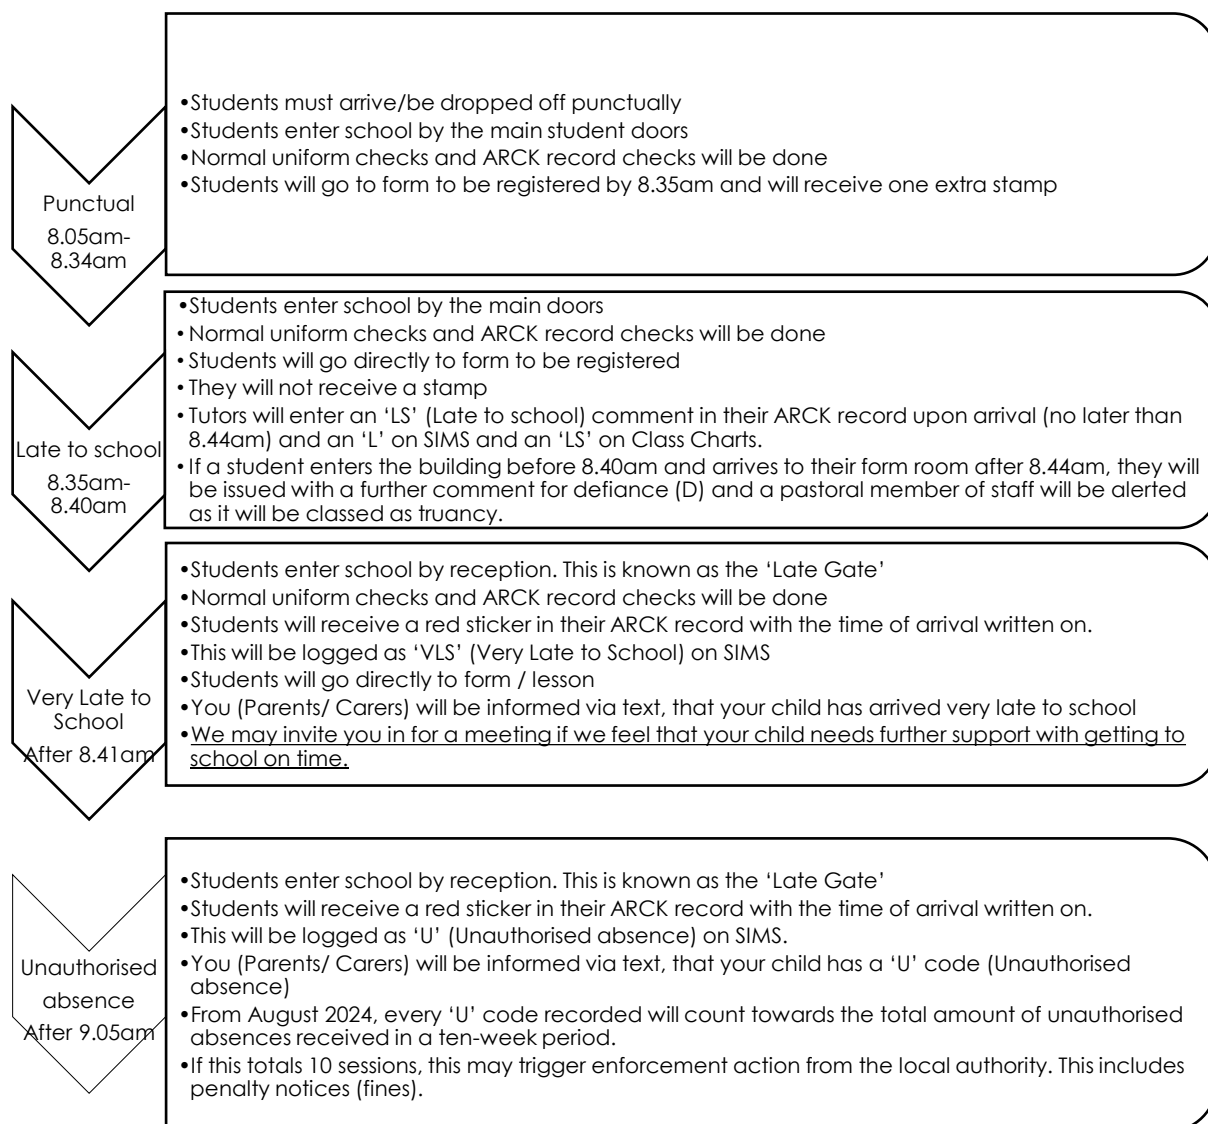 Punctual
8.05am-
8.34am
•Students must arrive/be dropped off punctually
•Students enter school by the main student doors
•Normal uniform checks and ARCK record checks will be done
•Students will go to form to be registered by 8.35am and will receive one extra stamp
Late to school
8.35am-
8.40am
•Students enter school by the main doors
• Normal uniform checks and ARCK record checks will be done
• Students will go directly to form to be registered
• They will not receive a stamp
• Tutors will enter an ‘LS’ (Late to school) comment in their ARCK record upon arrival (no later than
8.44am) and an ‘L’ on SIMS and an ‘LS’ on Class Charts.
• If a student enters the building before 8.40am and arrives to their form room after 8.44am, they will
be issued with a further comment for defiance (D) and a pastoral member of staff will be alerted
as it will be classed as truancy.
Very Late to
School
After 8.41am
•Students enter school by reception. This is known as the ‘Late Gate’
•Normal uniform checks and ARCK record checks will be done
•Students will receive a red sticker in their ARCK record with the time of arrival written on.
•This will be logged as ‘VLS’ (Very Late to School) on SIMS
•Students will go directly to form / lesson
•You (Parents/ Carers) will be informed via text, that your child has arrived very late to school
•We may invite you in for a meeting if we feel that your child needs further support with getting to
school on time.
Unauthorised
absence
After 9.05am
•Students enter school by reception. This is known as the ‘Late Gate’
•Students will receive a red sticker in their ARCK record with the time of arrival written on.
•This will be logged as ‘U’ (Unauthorised absence) on SIMS.
•You (Parents/ Carers) will be informed via text, that your child has a ‘U’ code (Unauthorised
absence)
•From August 2024, every ‘U’ code recorded will count towards the total amount of unauthorised
absences received in a ten-week period.
•If this totals 10 sessions, this may trigger enforcement action from the local authority. This includes
penalty notices (fines).